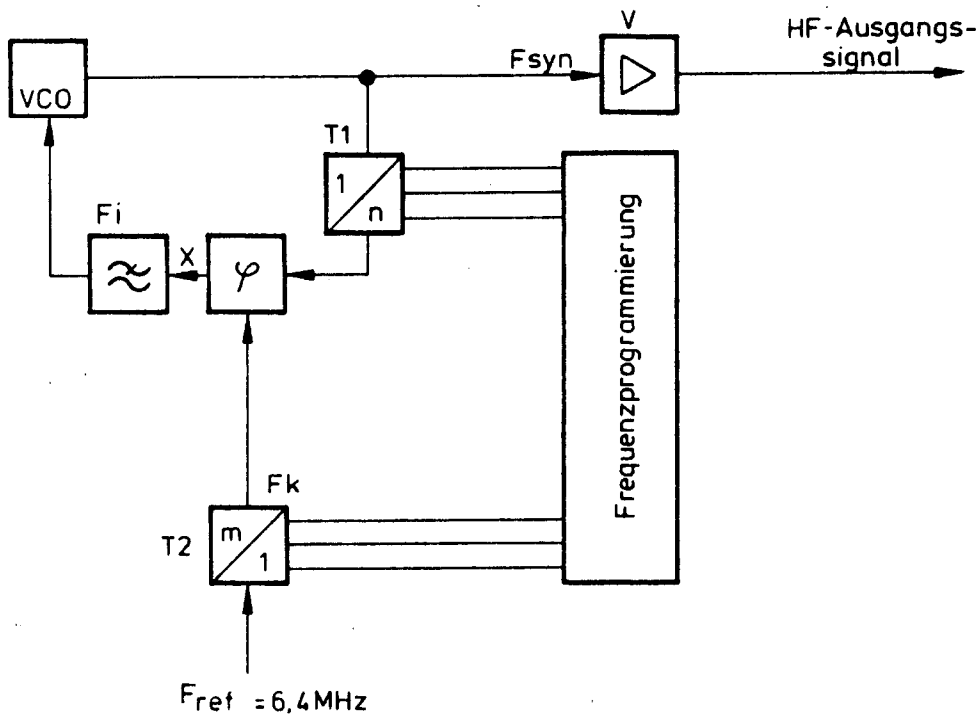 V
HF-Ausgangs-
signal
VCO
Fsyn
T1
1
n
Fi
X
φ
Frequenzprogrammierung
Fk
T2
m
1
Fref = 6,4 MHz